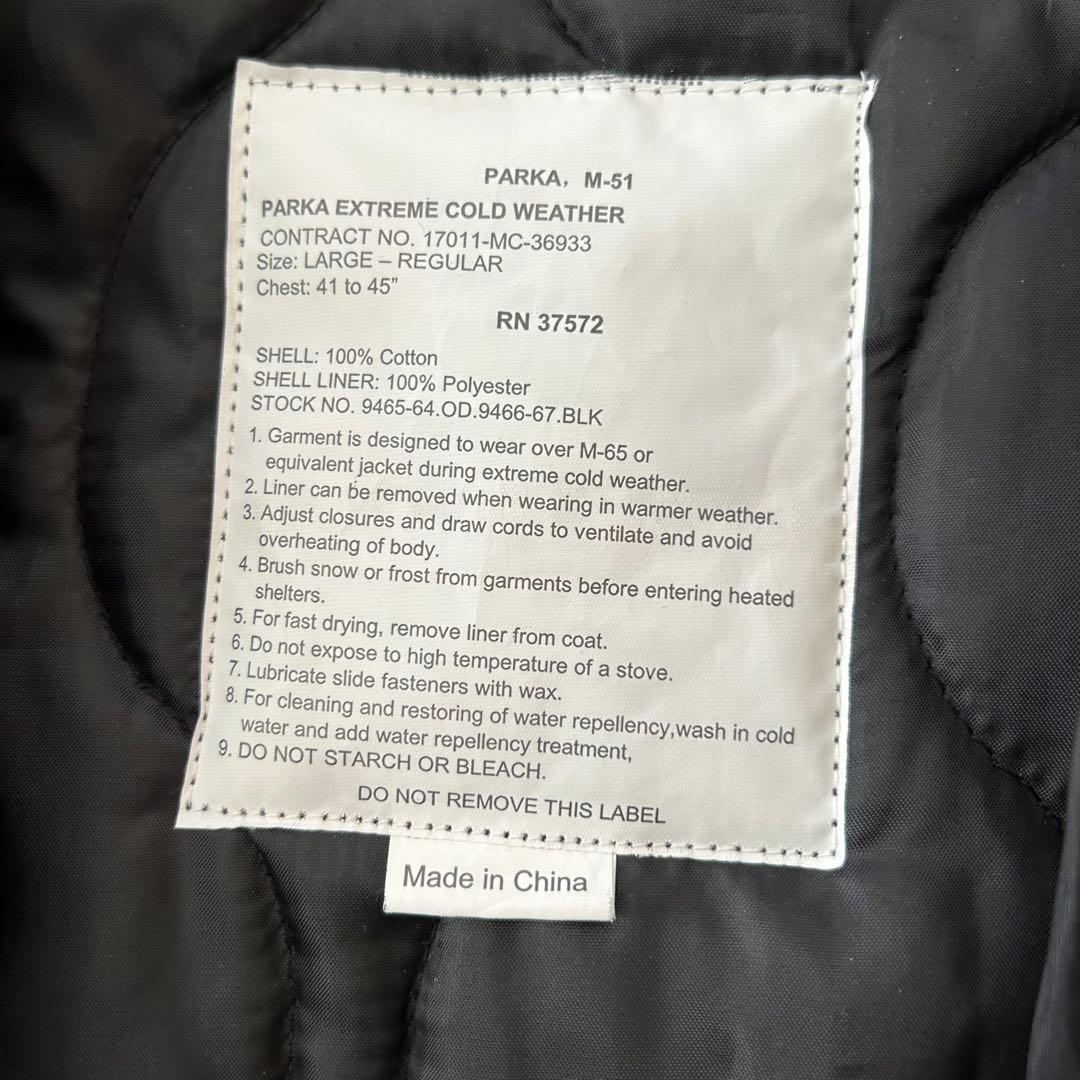 PARKA, M-51
PARKA EXTREME COLD WEATHER
CONTRACT NO. 17011-MC-36933
Size: LARGE – REGULAR
Chest: 41 to 45”
RN 37572
SHELL: 100% Cotton
SHELL LINER: 100% Polyester
STOCK NO. 9465-64.OD.9466-67.BLK
1. Garment is designed to wear over M-65 or
equivalent jacket during extreme cold weather.
2. Liner can be removed when wearing in warmer weather.
3. Adjust closures and draw cords to ventilate and avoid
overheating of body.
4. Brush snow or frost from garments before entering heated
shelters.
5. For fast drying, remove liner from coat.
6. Do not expose to high temperature of a stove.
7. Lubricate slide fasteners with wax.
8. For cleaning and restoring of water repellency,wash in cold
water and add water repellency treatment,
9. DO NOT STARCH OR BLEACH.
DO NOT REMOVE THIS LABEL
Made in China